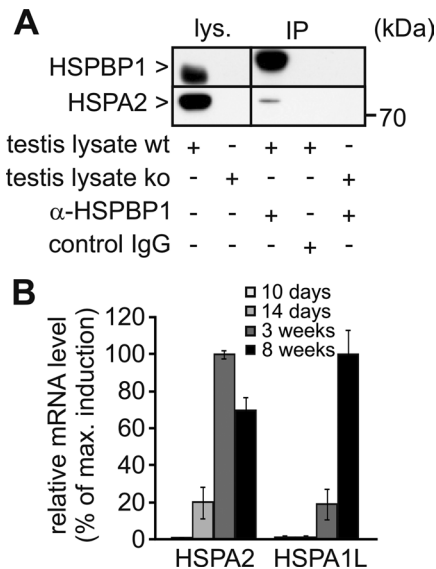 A
lys. IP (kDa)
HSPBP1 >
HSPA2 >
70
testis lysate wt + - + + -
testis lysate ko - + - - +
α-HSPBP1 - - + - +
control IgG - - - + -
B
10 days
14 days
3 weeks
8 weeks
relative mRNA level
(% of max. induction)
120
100
80
60
40
20
0
HSPA2 HSPA1L